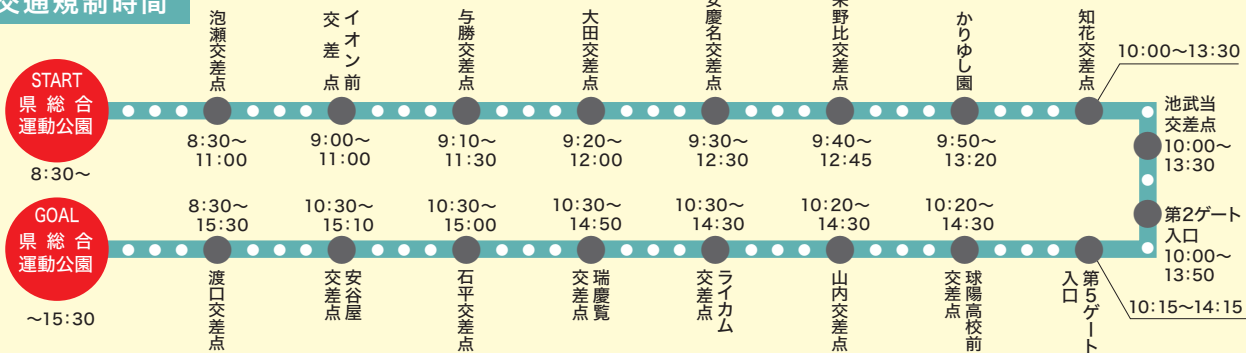 交通規制時間
START
県総合
運動公園
8:30〜
泡瀬交差点
8:30〜
11:00
イオン前
交差点
9:00〜
11:00
与勝交差点
9:10〜
11:30
大田交差点
9:20〜
12:00
安慶名交差点
9:30〜
12:30
栄野比交差点
9:40〜
12:45
かりゆし園
9:50〜
13:20
知花交差点
10:00〜13:30
池武当
交差点
10:00〜
13:30
第2ゲート
入口
10:00〜
13:50
第5ゲート
入口
10:15〜14:15
10:20〜
14:30
球陽高校前
交差点
10:20〜
14:30
山内交差点
10:30〜
14:30
ライカム
交差点
10:30〜
14:50
瑞慶覧
交差点
10:30〜
15:00
石平交差点
10:30〜
15:10
安谷屋
交差点
8:30〜
15:30
渡口交差点
GOAL
県総合
運動公園
〜15:30